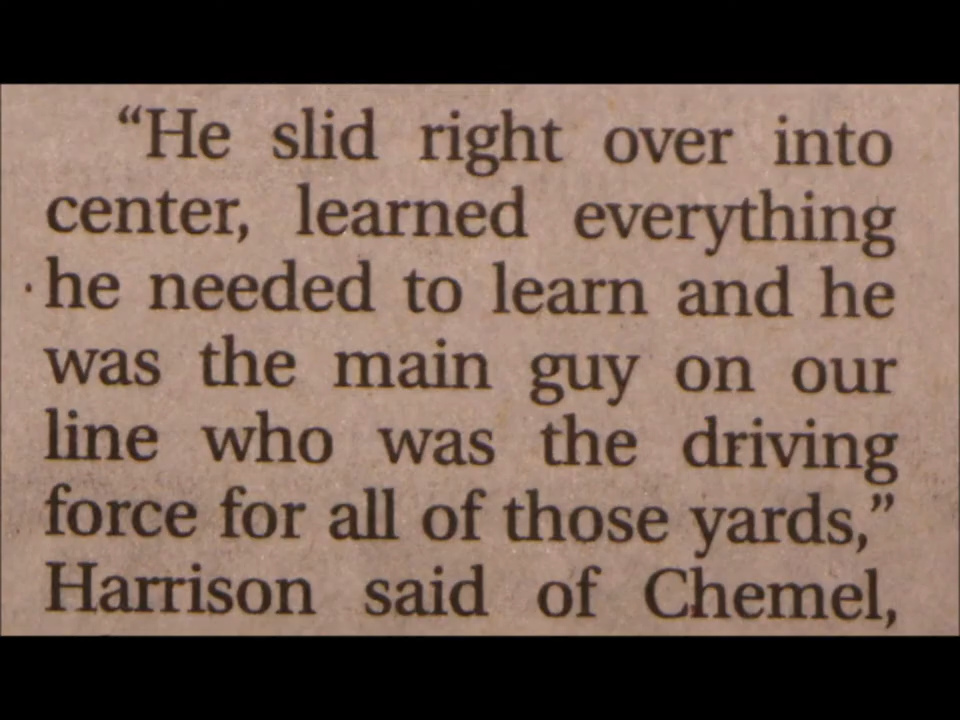 “He slid right over into
center, learned everything
he needed to learn and he
was the main guy on our
line who was the driving
force for all of those yards,”
Harrison said of Chemel,